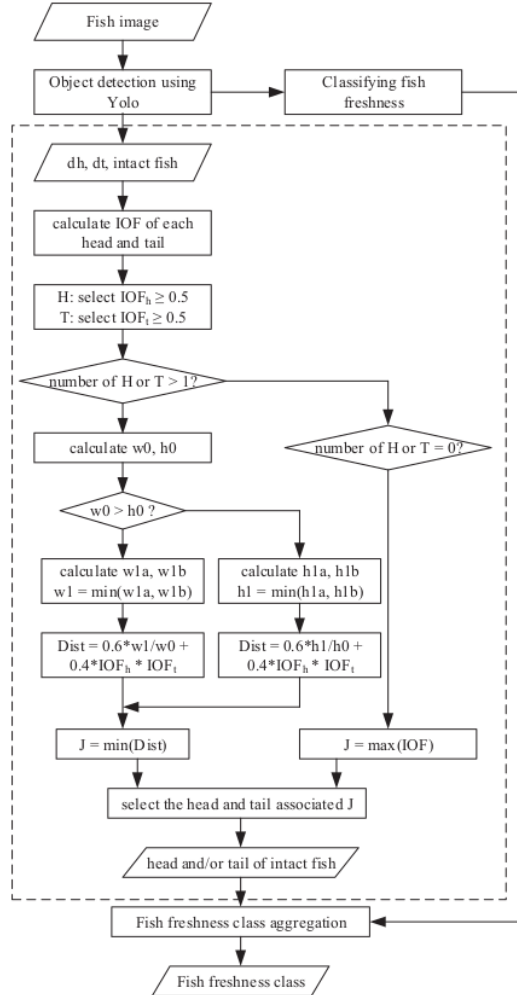 Fish image
Object detection using
Yolo
Classifying fish
freshness
dh, dt, intact fish
calculate IOF of each
head and tail
H: select IOFₕ ≥ 0.5
T: select IOFₜ ≥ 0.5
number of H or T > 1?
calculate w0, h0
number of H or T = 0?
w0 > h0 ?
calculate w1a, w1b
w1 = min(w1a, w1b)
calculate h1a, h1b
h1 = min(h1a, h1b)
Dist = 0.6*w1/w0 +
0.4*IOFₕ * IOFₜ
Dist = 0.6*h1/h0 +
0.4*IOFₕ * IOFₜ
J = min(Dist)
J = max(IOF)
select the head and tail associated J
head and/or tail of intact fish
Fish freshness class aggregation
Fish freshness class